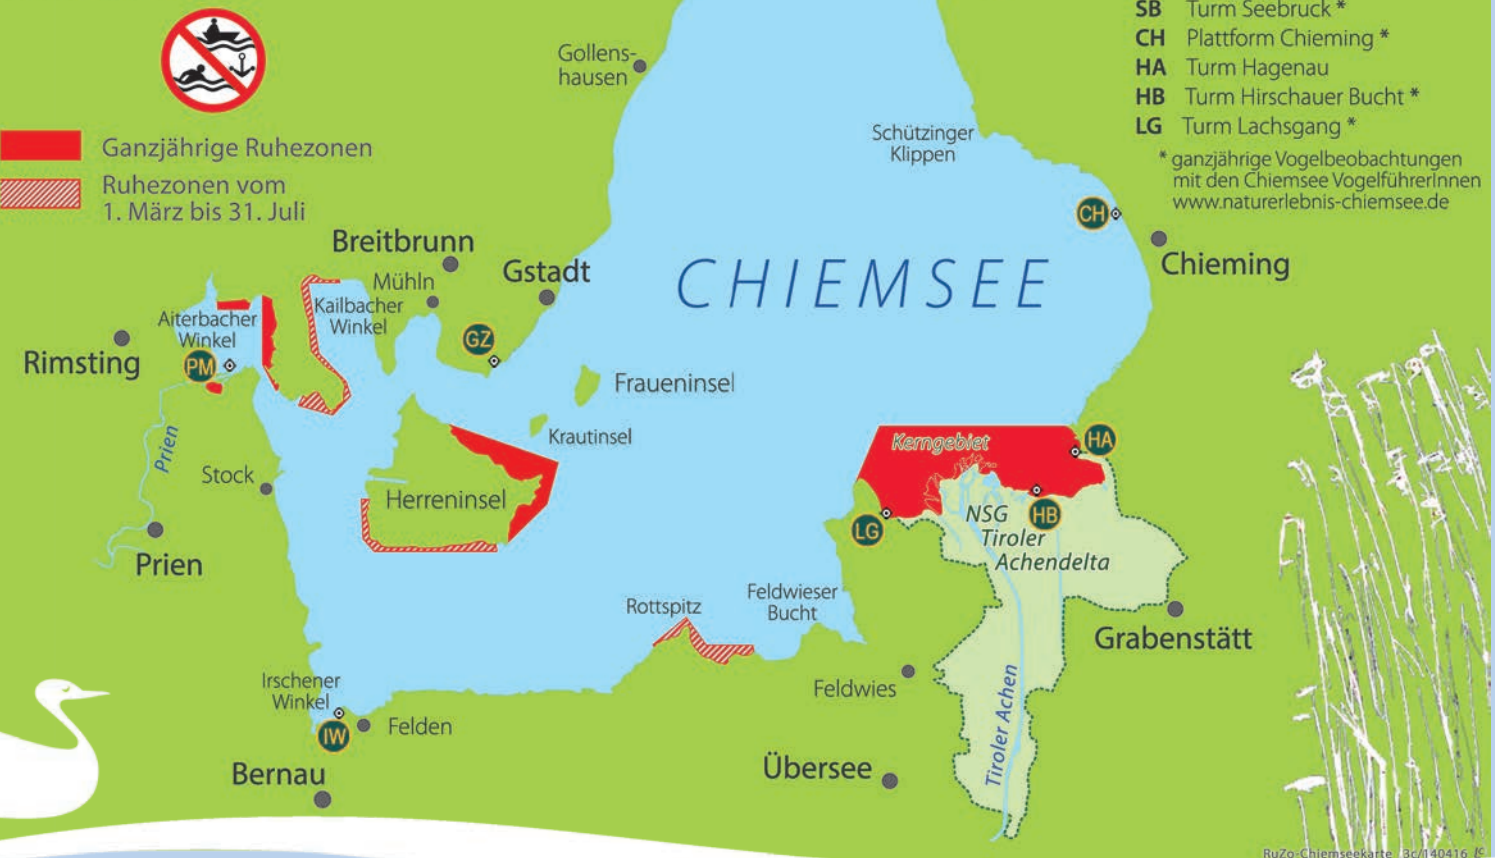 SB Turm Seebruck *
CH Plattform Chieming *
HA Turm Hagenau
HB Turm Hirschauer Bucht *
LG Turm Lachsgang *
* ganzjährige Vogelbeobachtungen
mit den Chiemsee VogelführerInnen
www.naturerlebnis-chiemsee.de
Ganzjährige Ruhezonen
Ruhezonen vom
1. März bis 31. Juli
Gollens-
hausen
Schützinger
Klippen
CH
Chieming
Breitbrunn
Mühln
Gstadt
CHIEMSEE
Kailbacher
Winkel
Aiterbacher
Winkel
GZ
Rimsting
PM
Fraueninsel
Krautinsel
Prien
Stock
Herreninsel
Kerngebiet
HA
HB
LG
NSG
Tiroler
Achendelta
Prien
Rottspitz
Feldwieser
Bucht
Grabenstätt
Irschener
Winkel
IW
Felden
Feldwies
Tiroler Achen
Bernau
Übersee
RuZo-Chiemseekarte 3c/140416